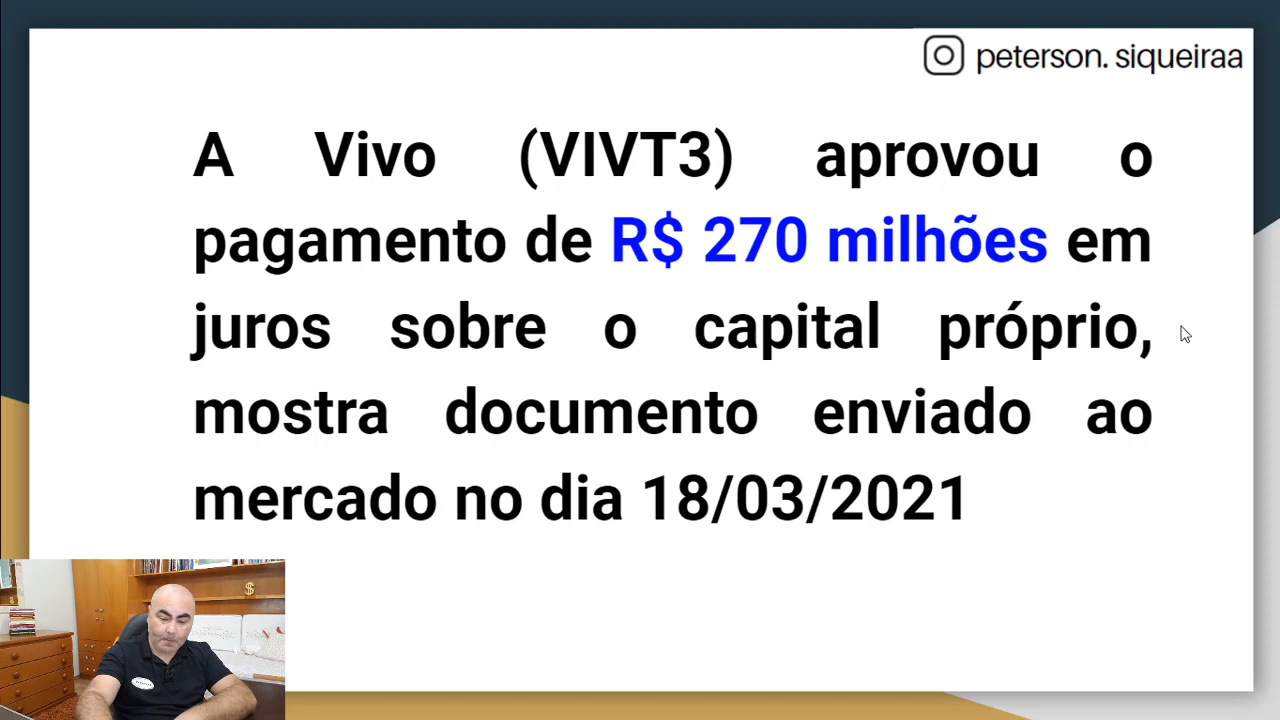 peterson. siqueiraa
A Vivo (VIVT3) aprovou o
pagamento de R$ 270 milhões em
juros sobre o capital próprio,
mostra documento enviado ao
mercado no dia 18/03/2021
$